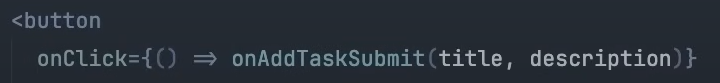 <button
onClick={() => onAddTaskSubmit(title, description)}